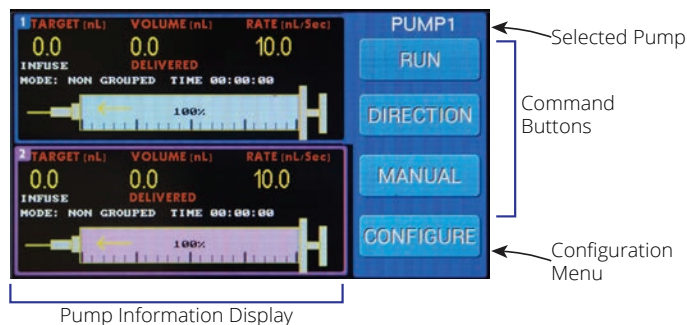 1 TARGET (nL) VOLUME (nL) RATE (nL/Sec)
0.0 0.0 10.0
INFUSE DELIVERED
MODE: NON GROUPED TIME 00:00:00
100%
2 TARGET (nL) VOLUME (nL) RATE (nL/Sec)
0.0 0.0 10.0
INFUSE DELIVERED
MODE: NON GROUPED TIME 00:00:00
100%
PUMP1
RUN
DIRECTION
MANUAL
CONFIGURE
Selected Pump
Command
Buttons
Configuration
Menu
Pump Information Display